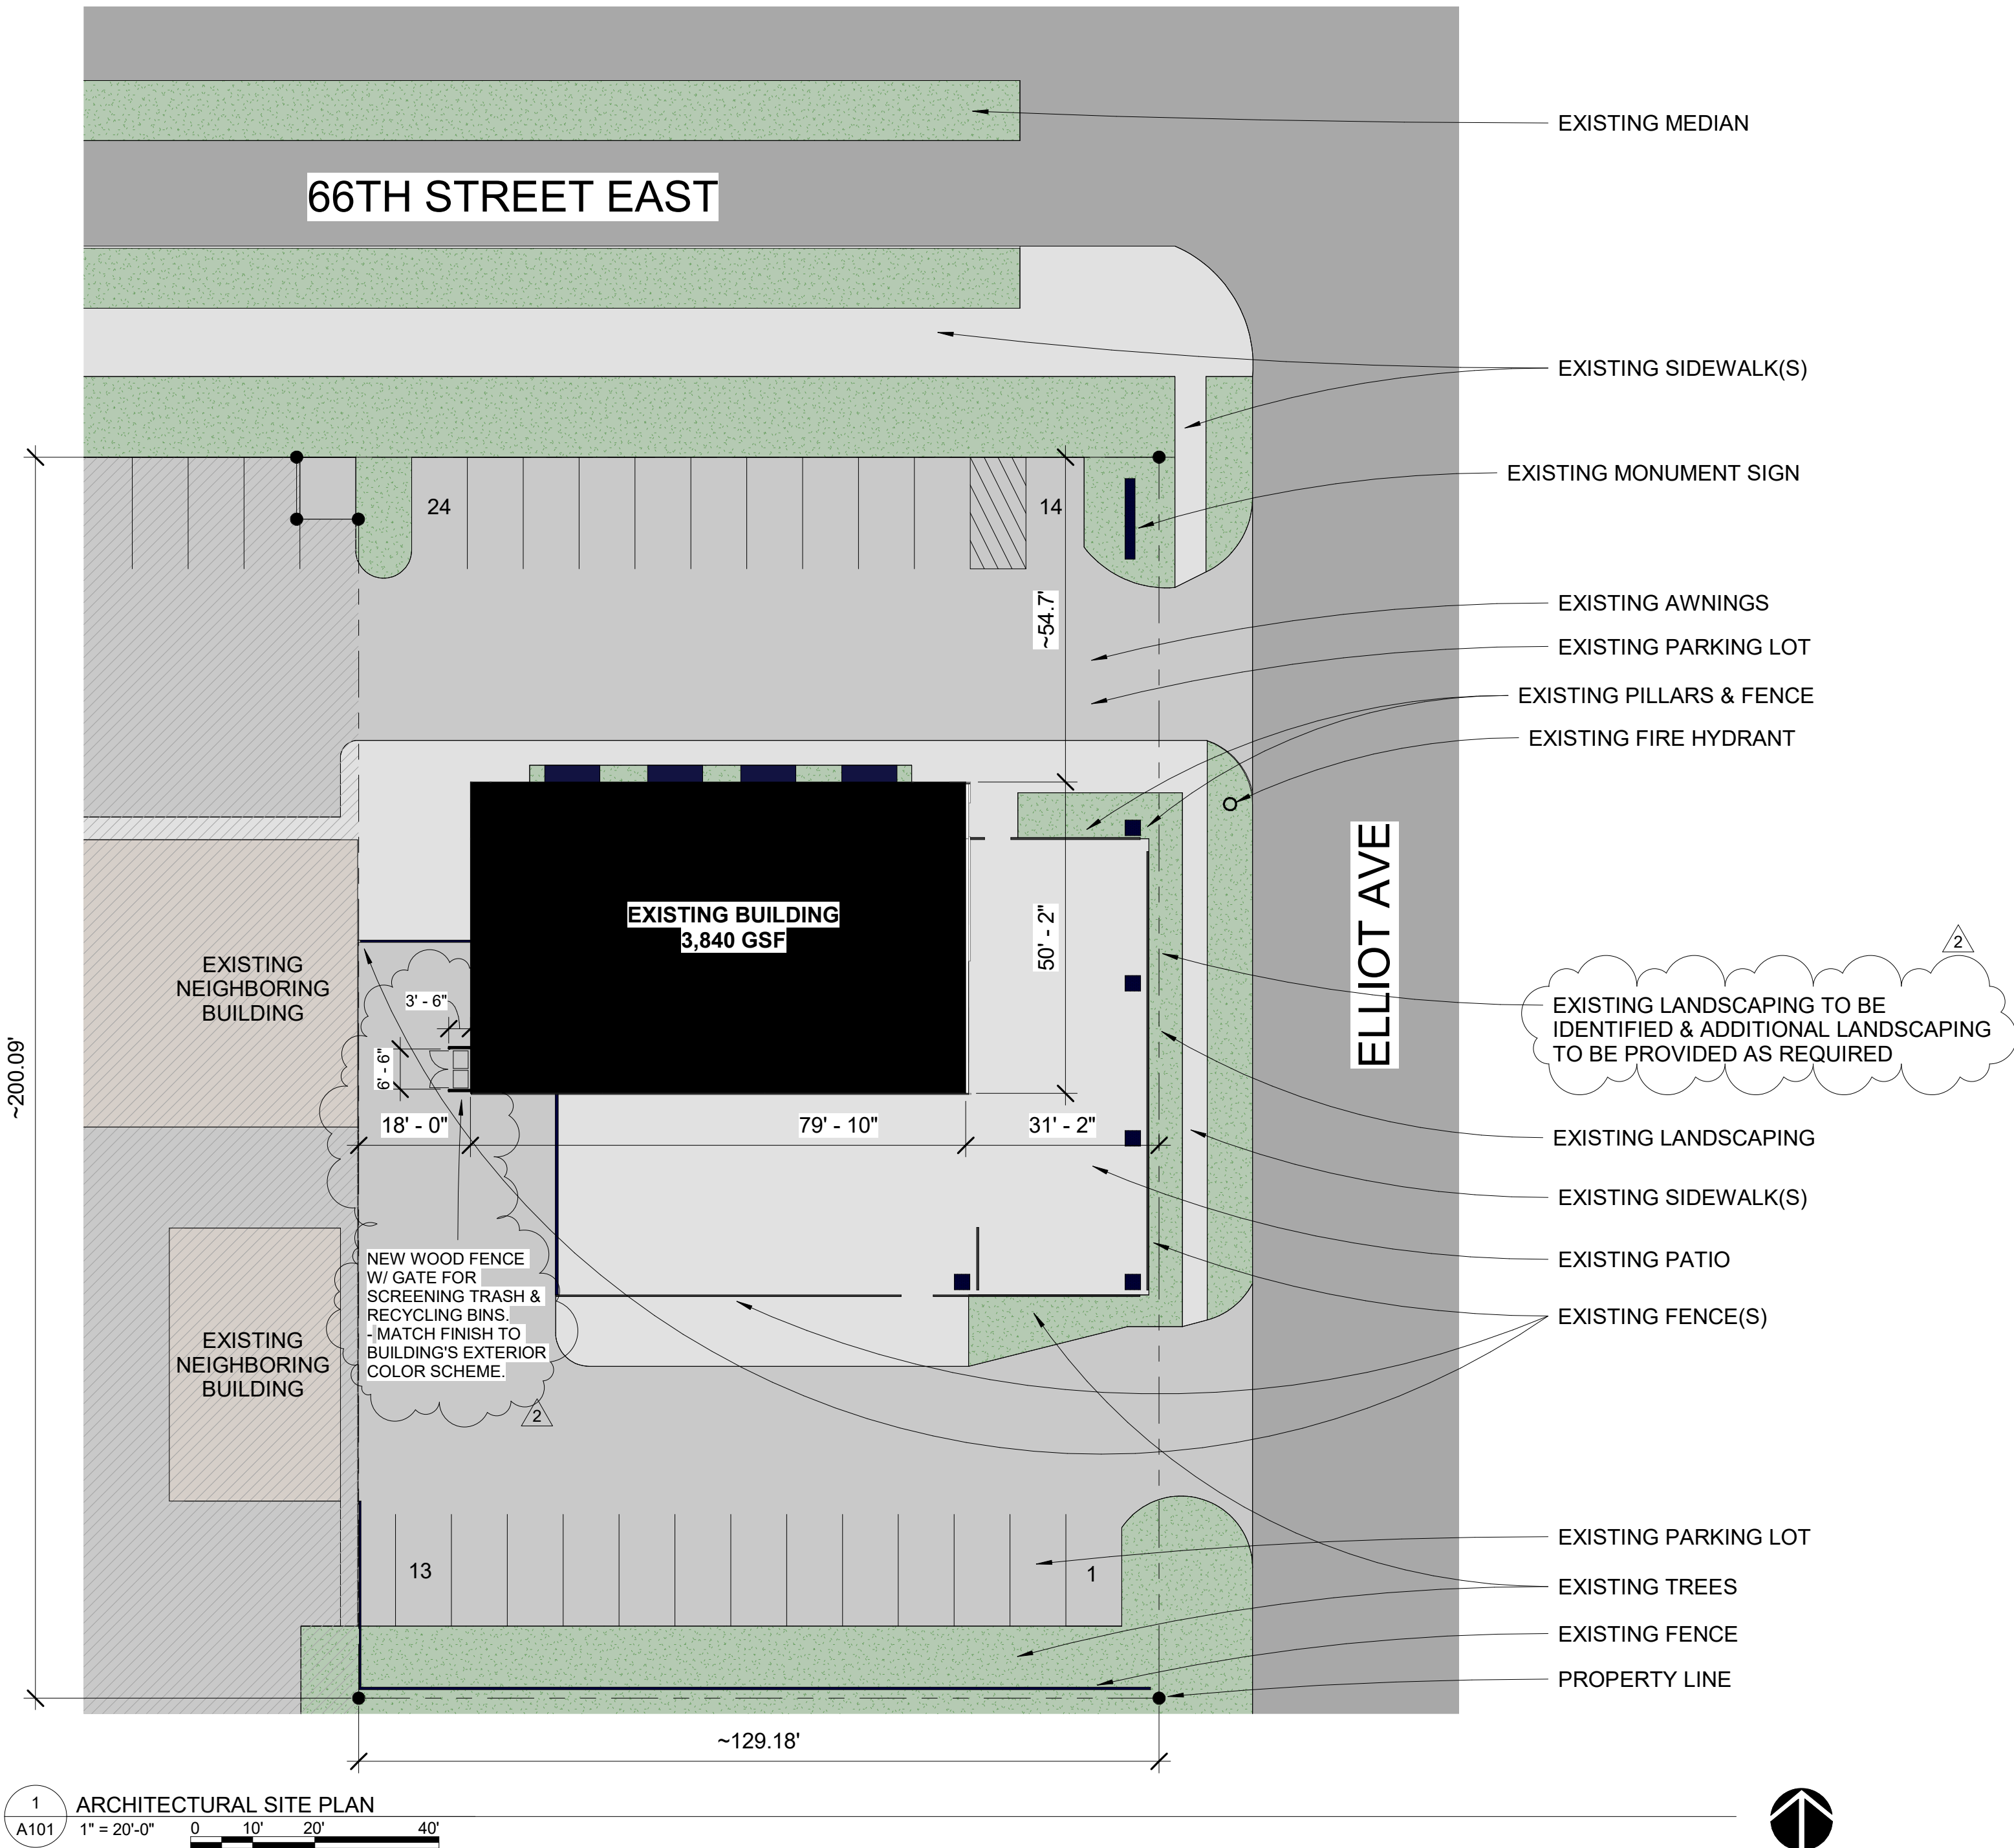 EXISTING MEDIAN
66TH STREET EAST
EXISTING SIDEWALK(S)
EXISTING MONUMENT SIGN
24
14
~54.7'
EXISTING AWNINGS
EXISTING PARKING LOT
EXISTING PILLARS & FENCE
EXISTING FIRE HYDRANT
ELLIOT AVE
EXISTING BUILDING
3,840 GSF
50' - 2"
EXISTING
NEIGHBORING
BUILDING
3' - 6"
6' - 6"
2
EXISTING LANDSCAPING TO BE
IDENTIFIED & ADDITIONAL LANDSCAPING
TO BE PROVIDED AS REQUIRED
~200.09'
18' - 0"
79' - 10"
31' - 2"
EXISTING LANDSCAPING
EXISTING SIDEWALK(S)
EXISTING PATIO
NEW WOOD FENCE
W/ GATE FOR
SCREENING TRASH &
RECYCLING BINS.
- MATCH FINISH TO
BUILDING'S EXTERIOR
COLOR SCHEME.
2
EXISTING FENCE(S)
EXISTING
NEIGHBORING
BUILDING
EXISTING PARKING LOT
13
1
EXISTING TREES
EXISTING FENCE
PROPERTY LINE
~129.18'
1
A101
ARCHITECTURAL SITE PLAN
1" = 20'-0"
0 10' 20' 40'